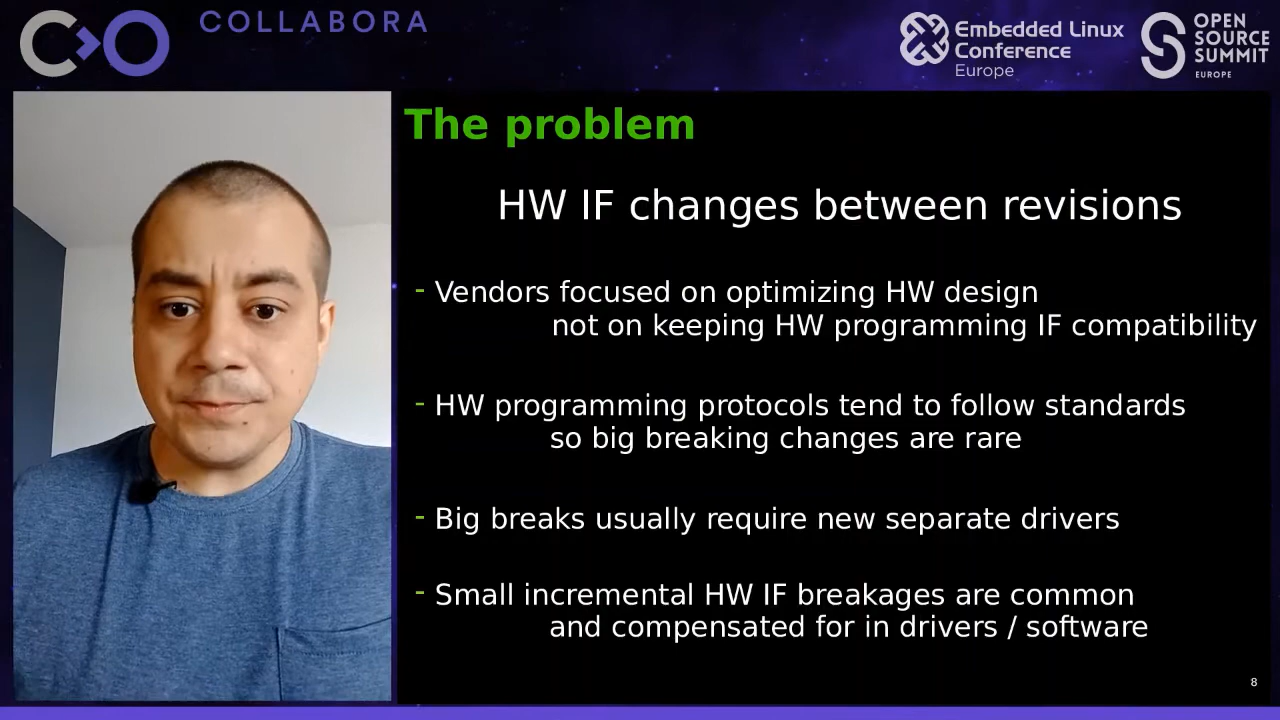 COLLABORA
Embedded Linux
Conference
Europe
OPEN
SOURCE
SUMMIT
EUROPE
The problem
HW IF changes between revisions
- Vendors focused on optimizing HW design
not on keeping HW programming IF compatibility
- HW programming protocols tend to follow standards
so big breaking changes are rare
- Big breaks usually require new separate drivers
- Small incremental HW IF breakages are common
and compensated for in drivers / software
8